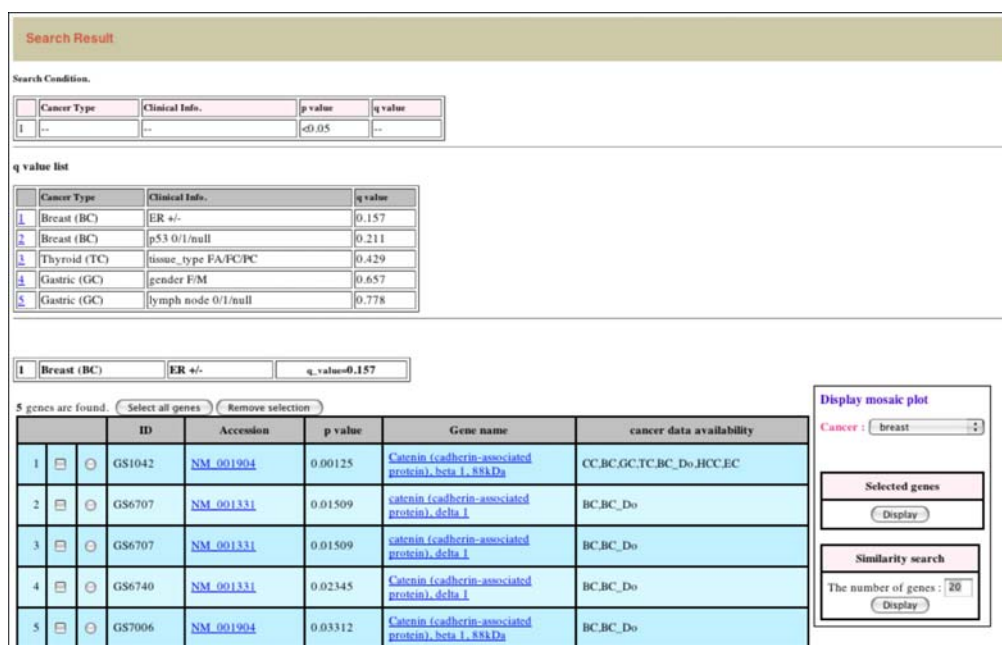 Search Result
Search Condition.
Cancer Type Clinical Info. p value q value
1 -- -- <0.05 --
q value list
Cancer Type Clinical Info. q value
1 Breast (BC) ER +/- 0.157
2 Breast (BC) p53 0/1/null 0.211
3 Thyroid (TC) tissue_type FA/FC/PC 0.429
4 Gastric (GC) gender F/M 0.657
5 Gastric (GC) lymph node 0/1/null 0.778
1 Breast (BC) ER +/- q_value=0.157
5 genes are found. Select all genes Remove selection
ID Accession p value Gene name cancer data availability
1 GS1042 NM_001904 0.00125 Catenin (cadherin-associated
protein), beta 1, 88kDa CC,BC,GC,TC,BC_Do,HCC,EC
2 GS6707 NM_001331 0.01509 catenin (cadherin-associated
protein), delta 1 BC,BC_Do
3 GS6707 NM_001331 0.01509 catenin (cadherin-associated
protein), delta 1 BC,BC_Do
4 GS6740 NM_001331 0.02345 Catenin (cadherin-associated
protein), delta 1 BC,BC_Do
5 GS7006 NM_001904 0.03312 Catenin (cadherin-associated
protein), beta 1, 88kDa BC,BC_Do
Display mosaic plot
Cancer : breast
Selected genes
Display
Similarity search
The number of genes : 20
Display